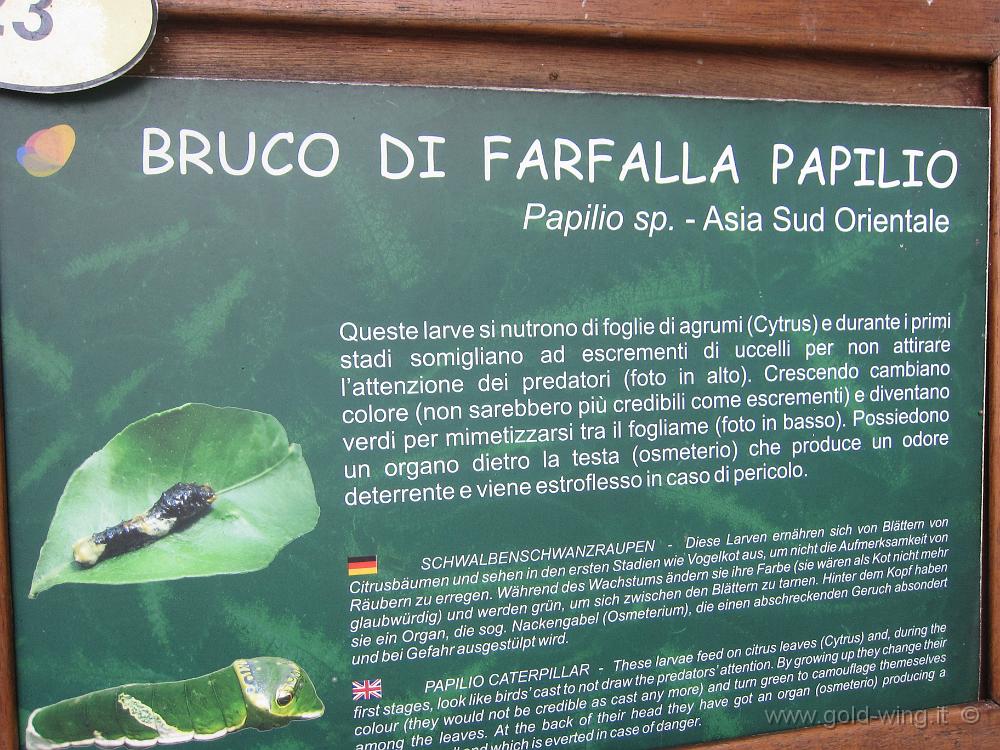 23
BRUCO DI FARFALLA PAPILIO
Papilio sp. - Asia Sud Orientale
Queste larve si nutrono di foglie di agrumi (Cytrus) e durante i primi
stadi somigliano ad escrementi di uccelli per non attirare
l'attenzione dei predatori (foto in alto). Crescendo cambiano
colore (non sarebbero più credibili come escrementi) e diventano
verdi per mimetizzarsi tra il fogliame (foto in basso). Possiedono
un organo dietro la testa (osmeterio) che produce un odore
deterrente e viene estroflesso in caso di pericolo.
SCHWALBENSCHWANZRAUPEN - Diese Larven ernähren sich von Blättern von
Citrusbäumen und sehen in den ersten Stadien wie Vogelkot aus, um nicht die Aufmerksamkeit von
Räubern zu erregen. Während des Wachstums ändern sie ihre Farbe (sie wären als Kot nicht mehr
glaubwürdig) und werden grün, um sich zwischen den Blättern zu tarnen. Hinter dem Kopf haben
sie ein Organ, die sog. Nackengabel (Osmeterium), die einen abschreckenden Geruch absondert
und bei Gefahr ausgestülpt wird.
PAPILIO CATERPILLAR - These larvae feed on citrus leaves (Cytrus) and, during the
first stages, look like birds' cast to not draw the predators' attention. By growing up they change their
colour (they would not be credible as cast any more) and turn green to camouflage themeselves
among the leaves. At the back of their head they have got an organ (osmeterio) producing a
and which is everted in case of danger.
www.gold-wing.it ©